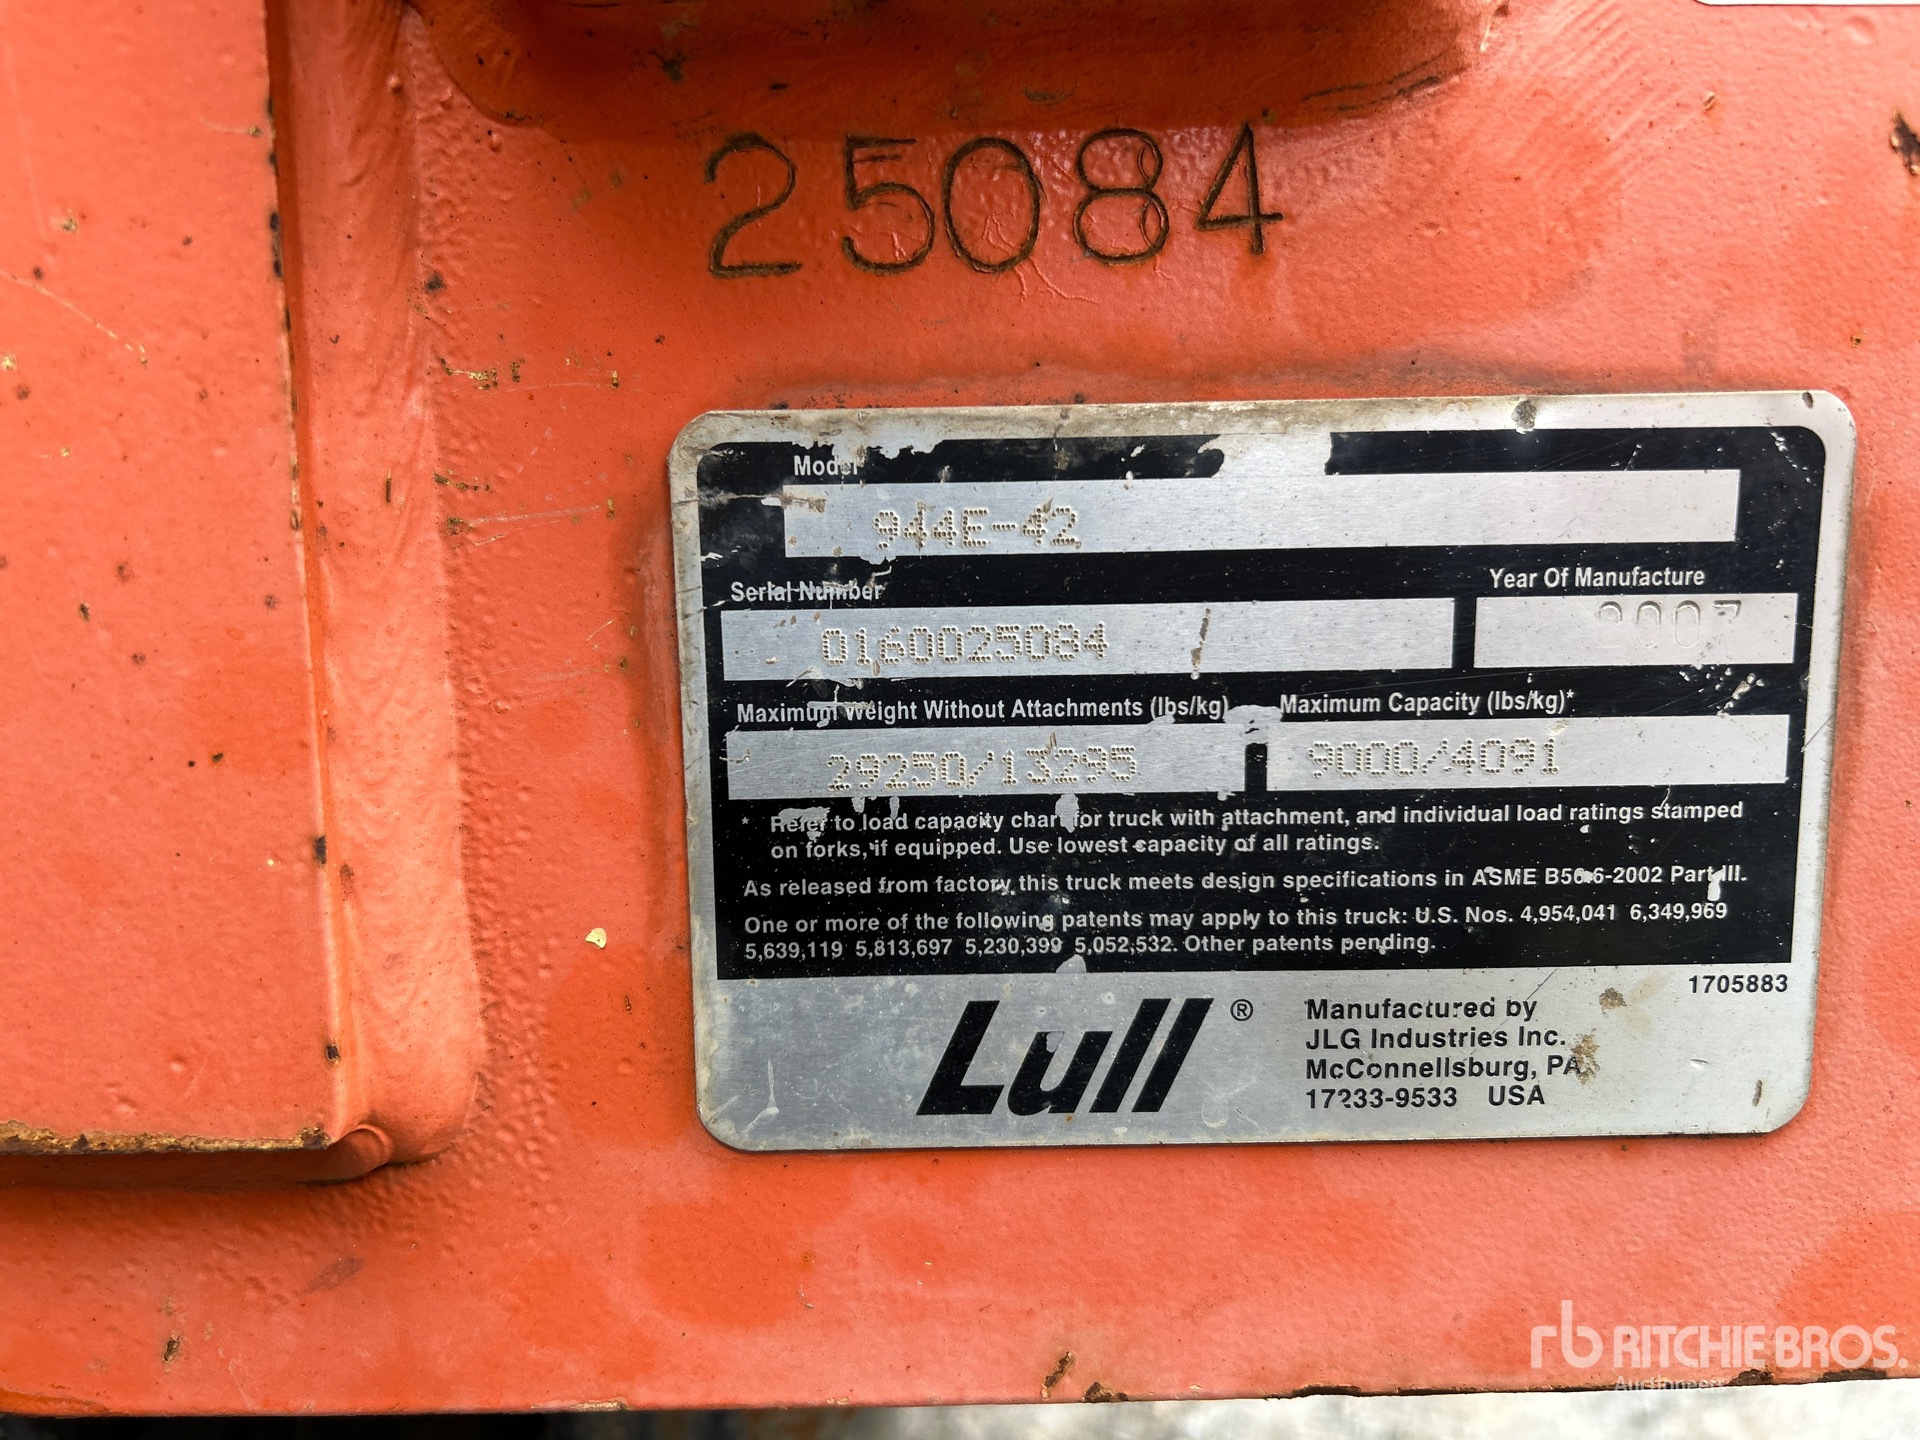 25084
Model
944E-42
Serial Number
Year Of Manufacture
0160025084
2007
Maximum Weight Without Attachments (lbs/kg)
Maximum Capacity (lbs/kg)*
29250/13295
9000/4091
* Refer to load capacity chart for truck with attachment, and individual load ratings stamped
on forks, if equipped. Use lowest capacity of all ratings.
As released from factory, this truck meets design specifications in ASME B56.6-2002 Part III.
One or more of the following patents may apply to this truck: U.S. Nos. 4,954,041 6,349,969
5,639,119 5,813,697 5,230,399 5,052,532. Other patents pending.
1705883
Lull ®
Manufactured by
JLG Industries Inc.
McConnellsburg, PA
17233-9533 USA
rb RITCHIE BROS.
Auctioneers